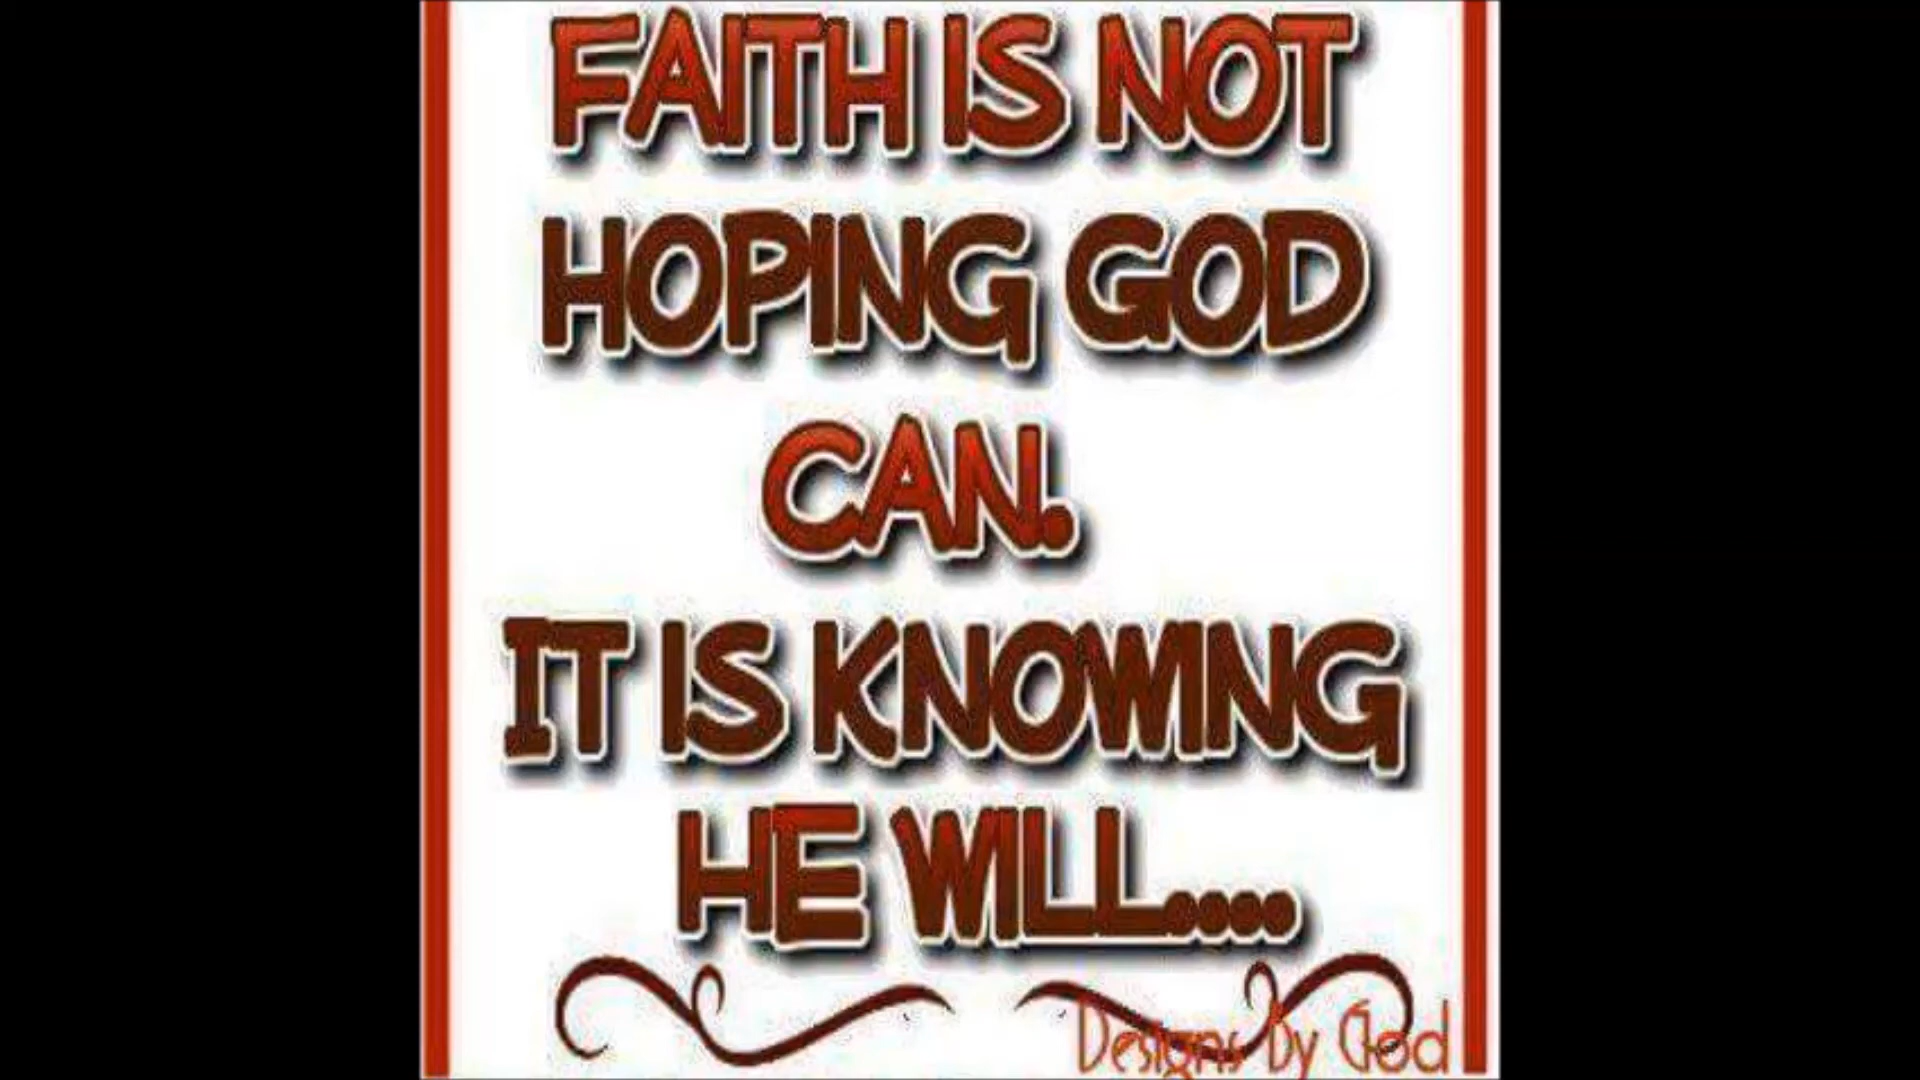 FAITH IS NOT
HOPING GOD
CAN.
IT IS KNOWING
HE WILL....
Designs By God